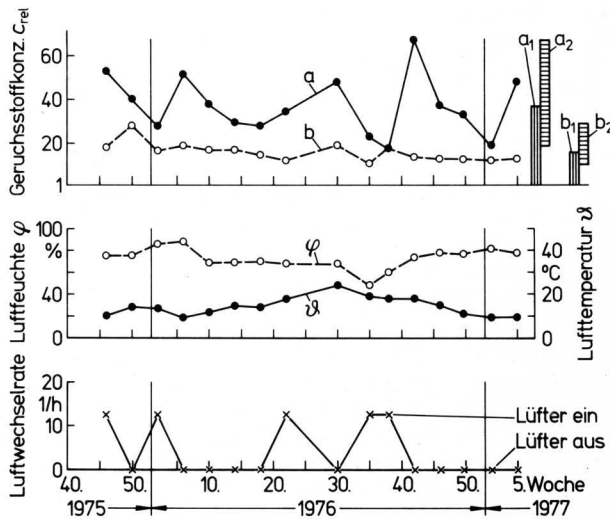 Geruchsstoffkonz. c_rel
60
40
20
1
a
b
a₁
a₂
b₁
b₂
Luftfeuchte φ
100
%
40
0
φ
ϑ
40
°C
20
0
Lufttemperatur ϑ
Luftwechselrate
20
1/h
10
0
Lüfter ein
Lüfter aus
40. 50. 10. 20. 30. 40. 50. 5. Woche
1975 1976 1977